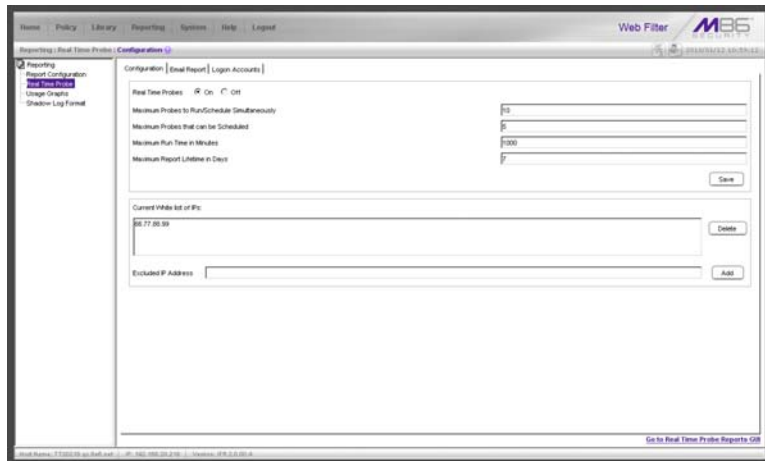 Home Policy Library Reporting System Help Logout
Web Filter
M86 SECURITY
Reporting : Real Time Probe : Configuration
Reporting
Report Configuration
Real Time Probe
Usage Graphs
Shadow Log Format
Configuration Email Report Logon Accounts
Real Time Probes On Off
Maximum Probes to Run/Schedule Simultaneously 10
Maximum Probes that can be Scheduled 5
Maximum Run Time in Minutes 1000
Maximum Report Lifetime in Days 7
Save
Current White list of IPs:
Delete
Excluded IP Address
Add
Go to Real Time Probe Reports GUI
Host Name: